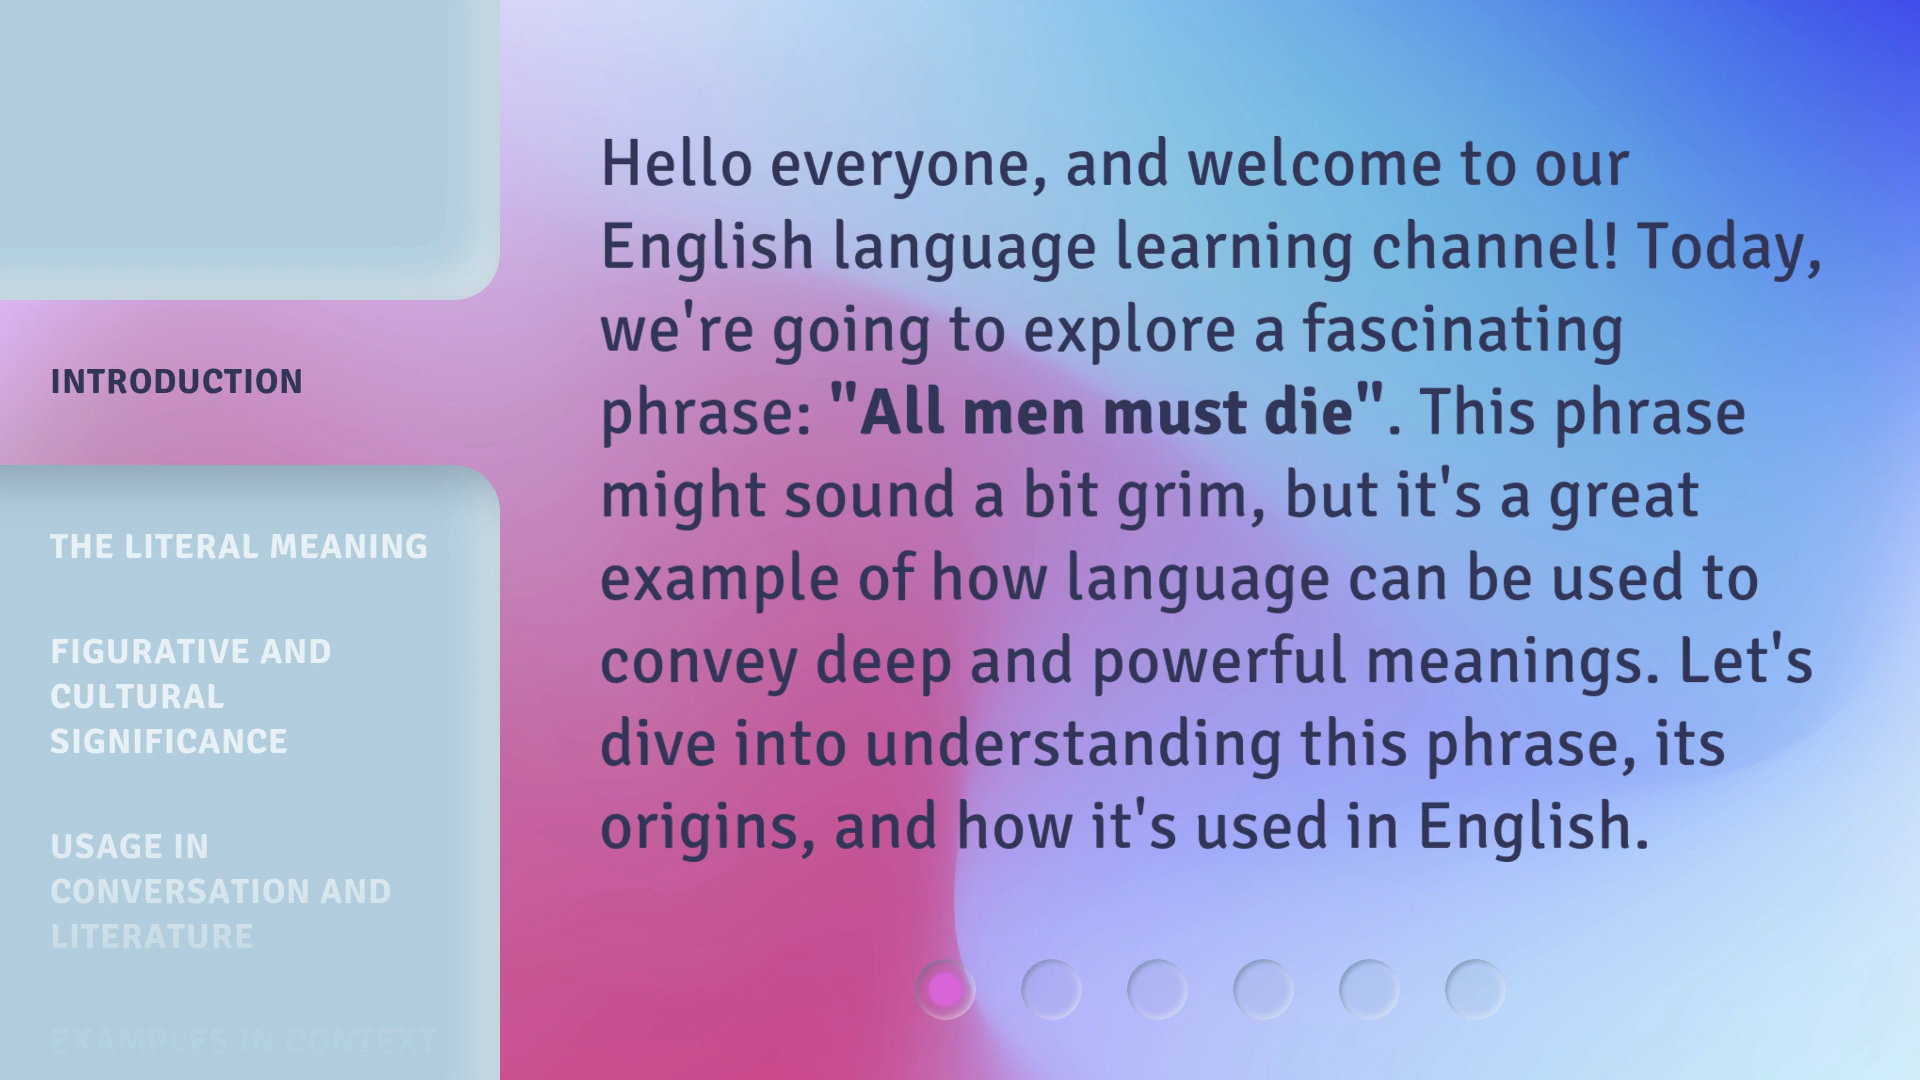 INTRODUCTION
THE LITERAL MEANING
FIGURATIVE AND
CULTURAL
SIGNIFICANCE
USAGE IN
CONVERSATION AND
LITERATURE
EXAMPLES IN CONTEXT
Hello everyone, and welcome to our
English language learning channel! Today,
we're going to explore a fascinating
phrase: "All men must die". This phrase
might sound a bit grim, but it's a great
example of how language can be used to
convey deep and powerful meanings. Let's
dive into understanding this phrase, its
origins, and how it's used in English.